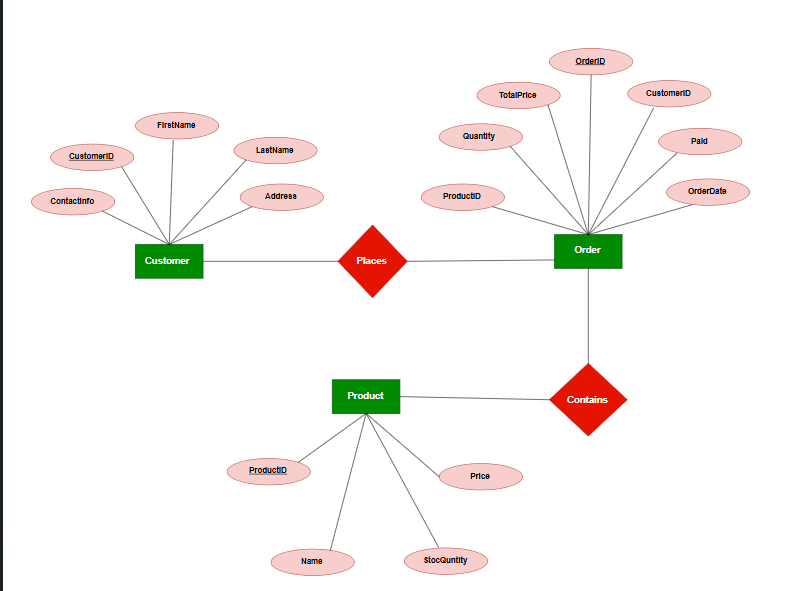 OrderID
TotalPrice
CustomerID
FirstName
Quantity
Paid
CustomerID
LastName
ContactInfo
Address
ProductID
OrderDate
Customer
Places
Order
Product
Contains
ProductID
Price
Name
StocQuntity